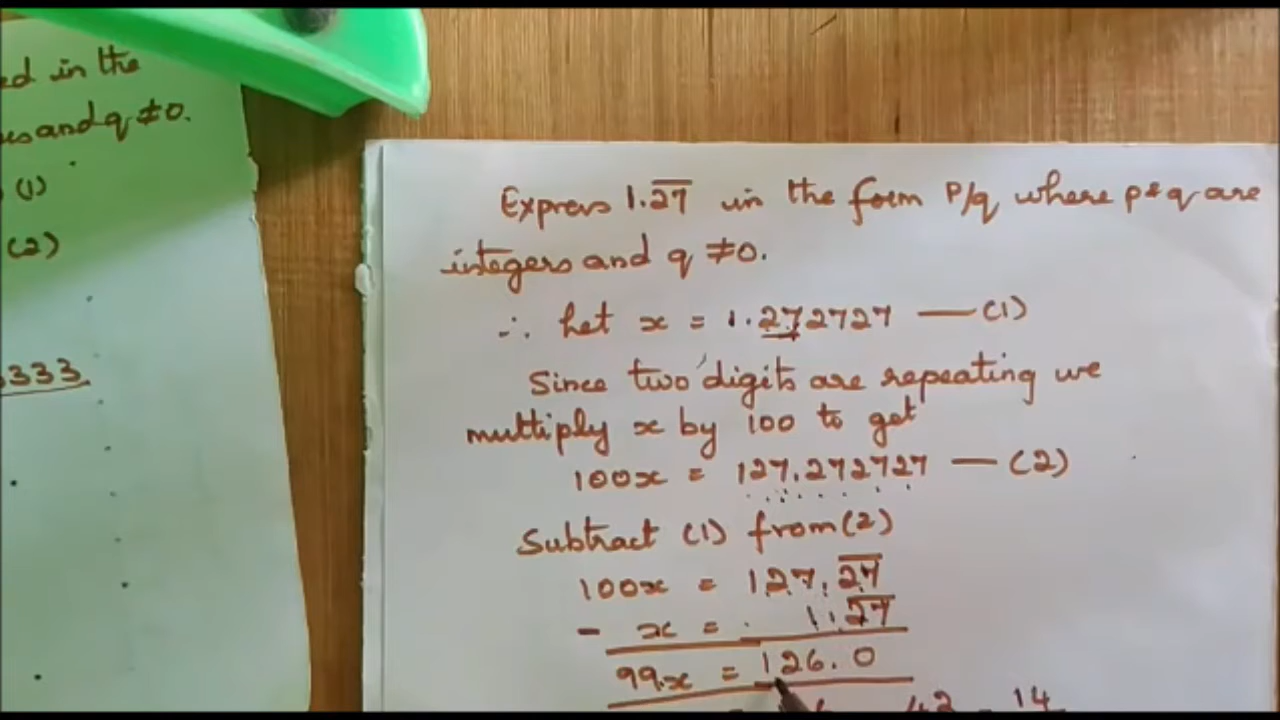 ed in the
and q ≠ 0.
(1)
(2)
333
Express 1.2̅7̅ in the form P/q where p & q are
integers and q ≠ 0.
∴ Let x = 1.272727 — (1)
Since two digits are repeating we
multiply x by 100 to get
100x = 127.272727 — (2)
Subtract (1) from (2)
100x = 127.2̅7̅
- x = 1.2̅7̅
99x = 126.0
42 = 14